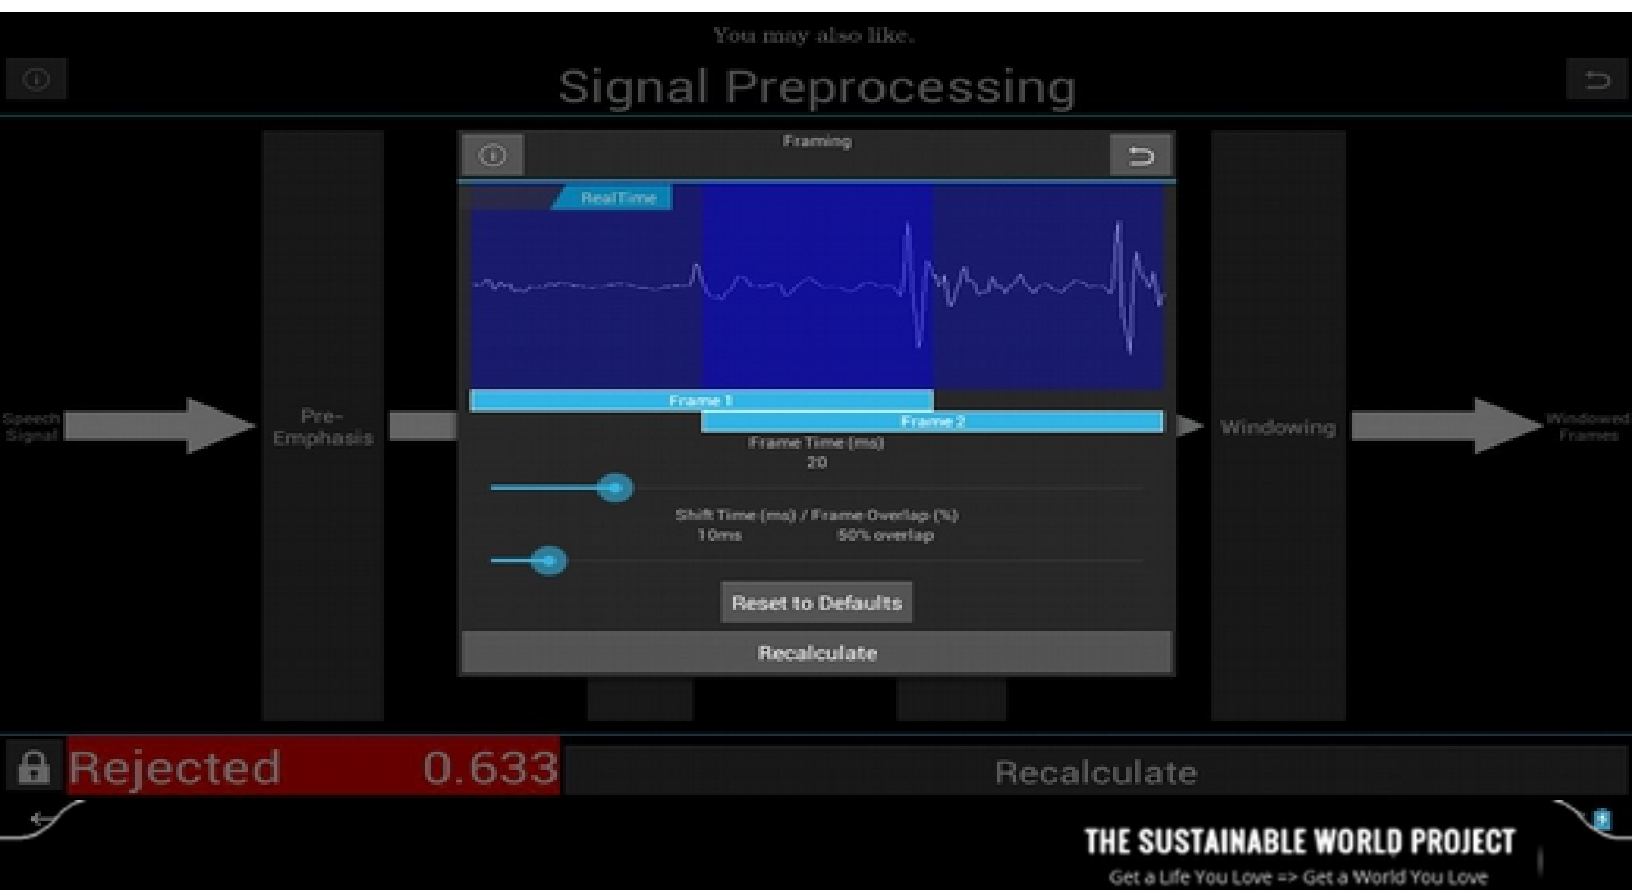 You may also like.
Signal Preprocessing
Framing
RealTime
Frame 1
Frame 2
Frame Time (ms)
20
Shift Time (ms) / Frame Overlap (%)
10ms 50% overlap
Reset to Defaults
Recalculate
Speech
Signal
Pre-
Emphasis
Windowing
Windowed
Frames
Rejected 0.633
Recalculate
THE SUSTAINABLE WORLD PROJECT
Get a Life You Love => Get a World You Love